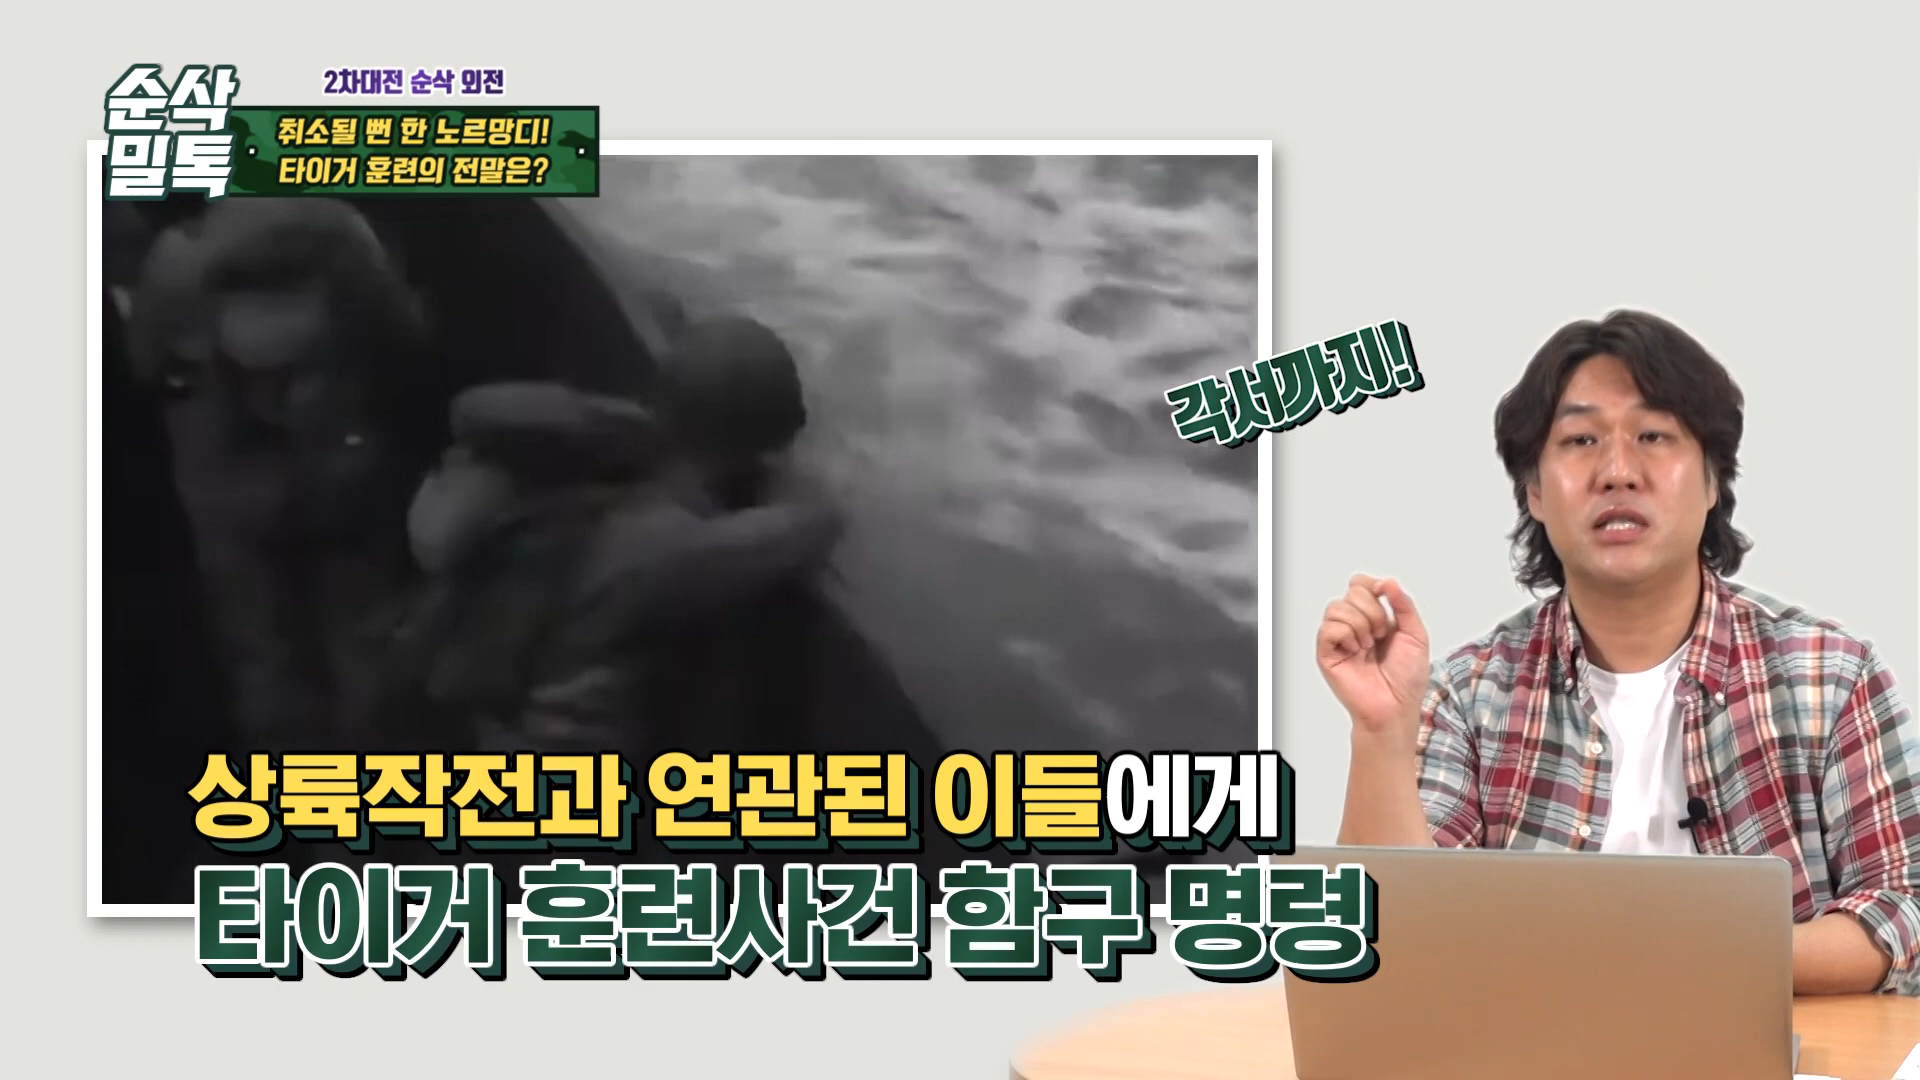 순삭
밀톡
2차대전 순삭 외전
취소될 뻔 한 노르망디!
타이거 훈련의 전말은?
각서까지!
상륙작전과 연관된 이들에게
타이거 훈련사건 함구 명령